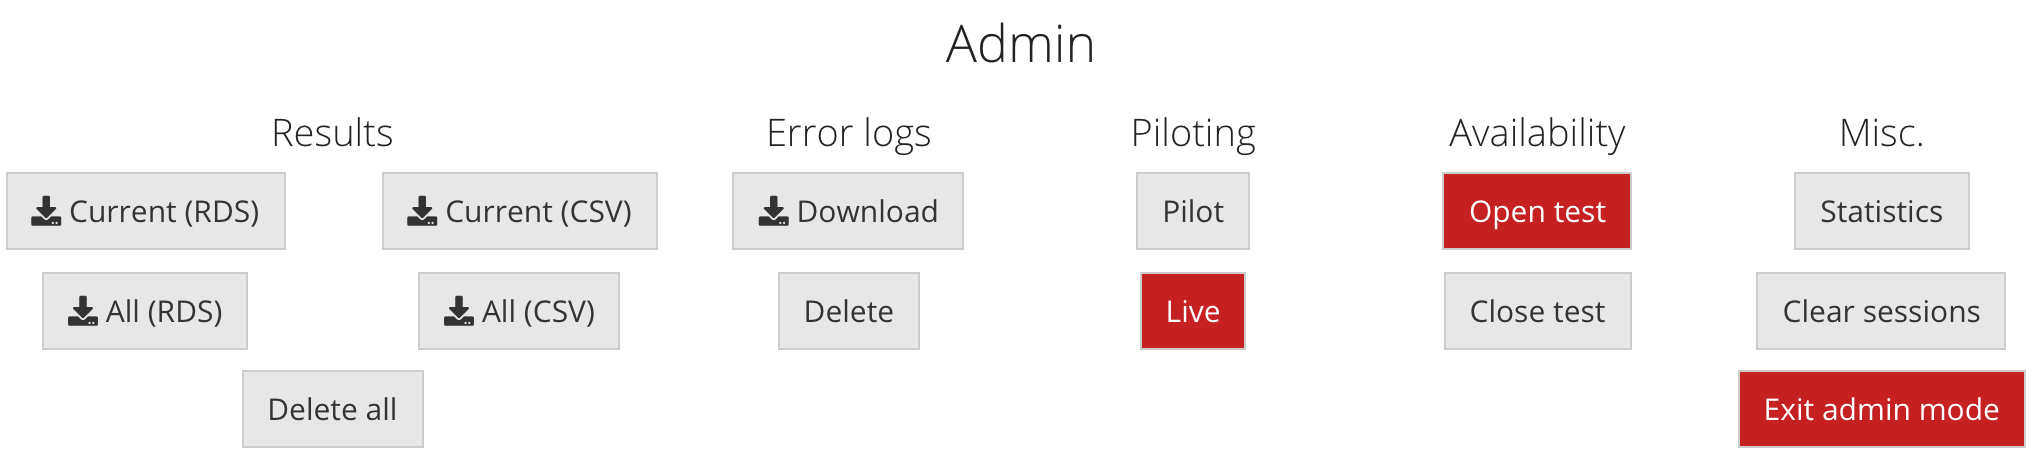 Admin
Results Error logs Piloting Availability Misc.
Current (RDS) Current (CSV) Download Pilot Open test Statistics
All (RDS) All (CSV) Delete Live Close test Clear sessions
Delete all Exit admin mode